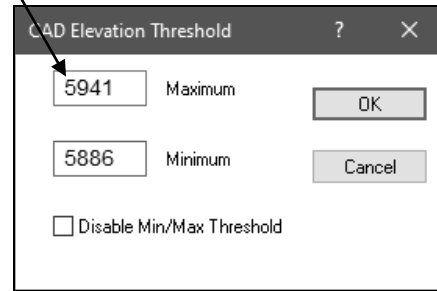 CAD Elevation Threshold ? ×
5941 Maximum OK
5886 Minimum Cancel
Disable Min/Max Threshold